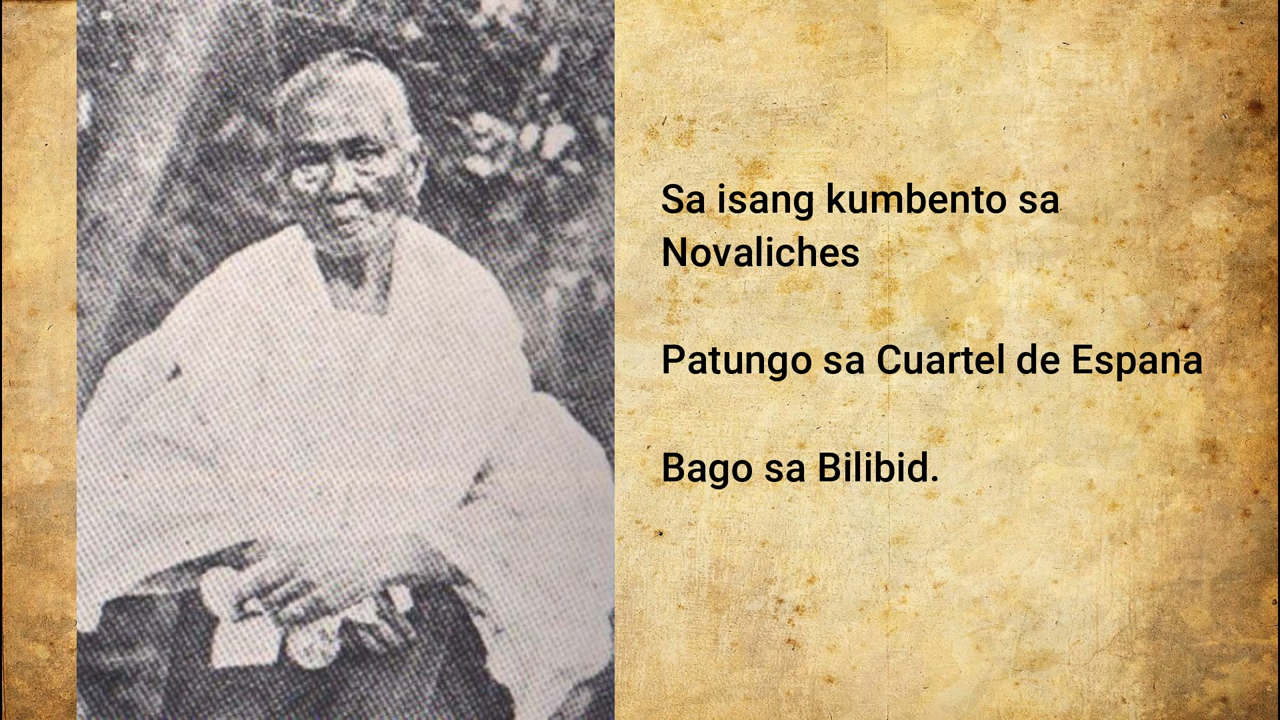 Sa isang kumbento sa
Novaliches
Patungo sa Cuartel de Espana
Bago sa Bilibid.